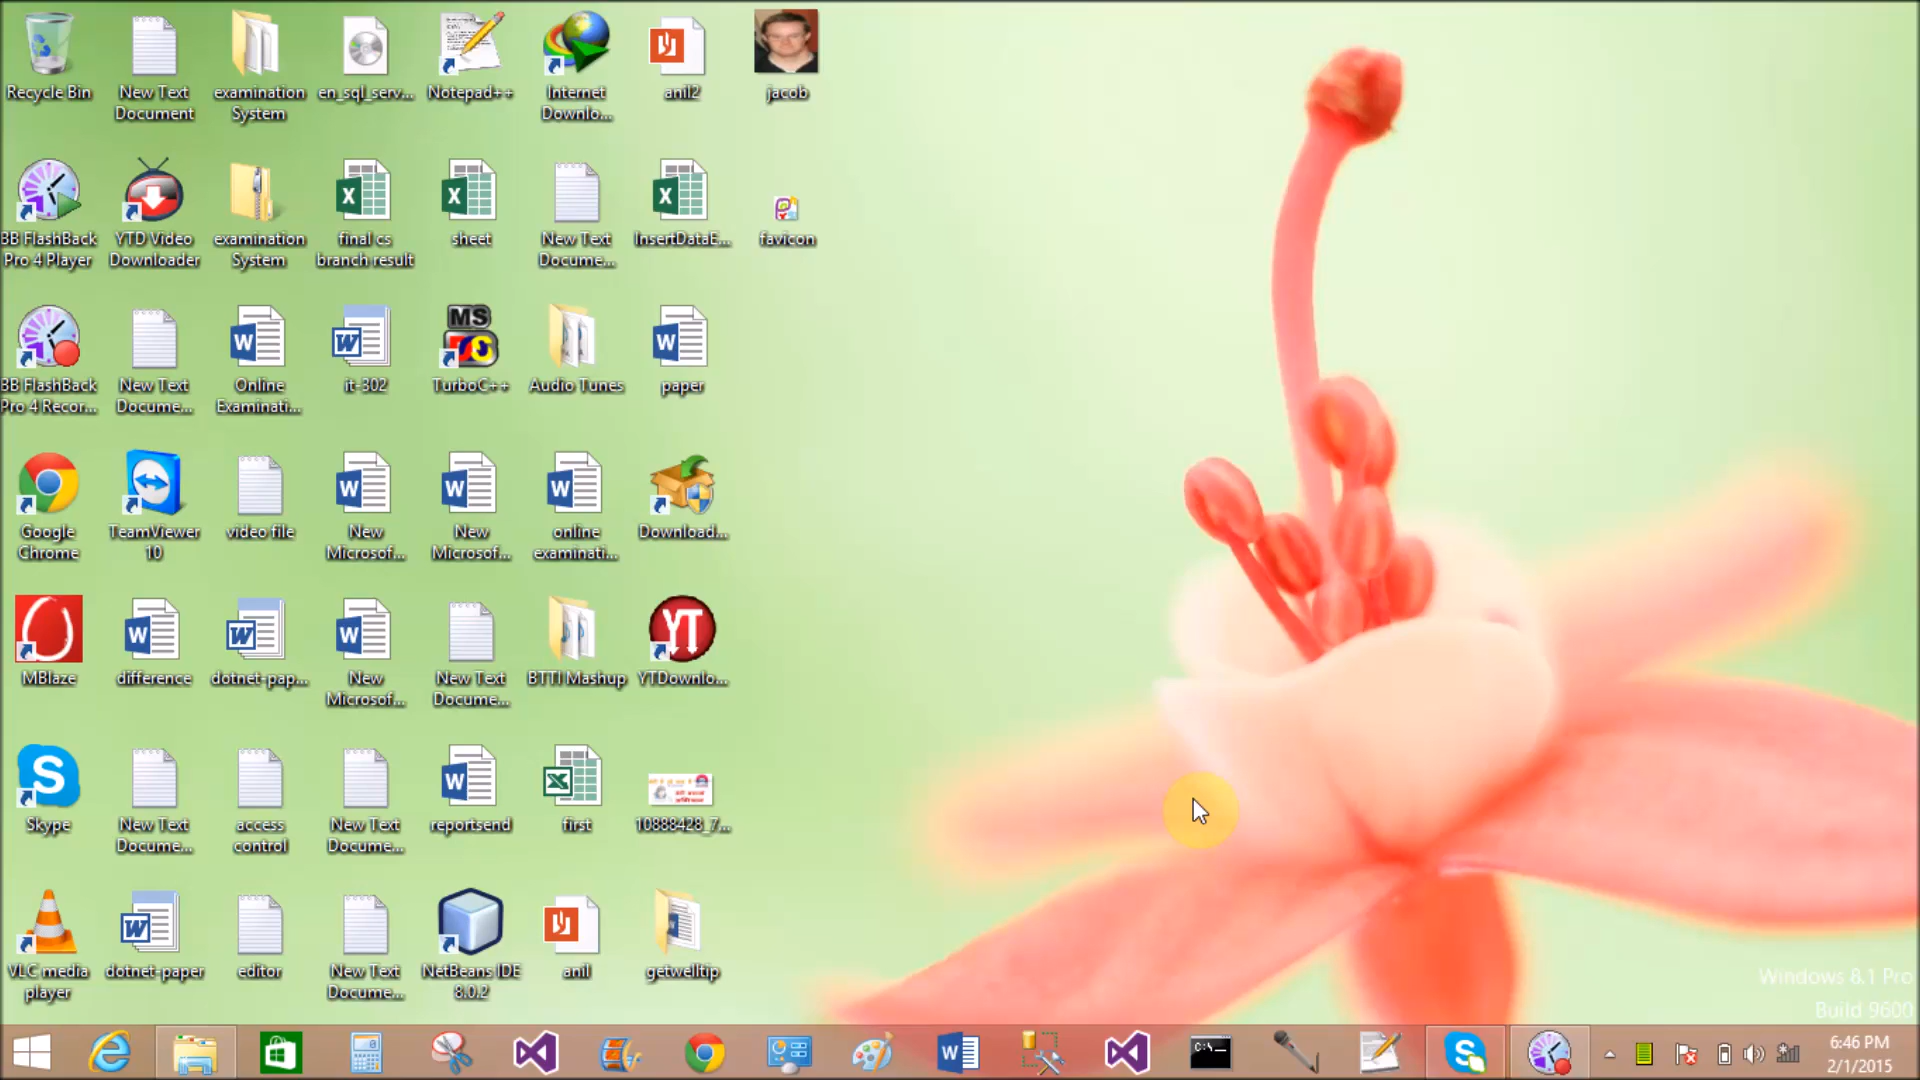 Recycle Bin
New Text
Document
examination
System
en_sql_serv...
Notepad++
Internet
Downlo...
anil2
jacob
BB FlashBack
Pro 4 Player
YTD Video
Downloader
examination
System
final cs
branch result
sheet
New Text
Docume...
InsertDataE...
favicon
BB FlashBack
Pro 4 Recor...
New Text
Docume...
Online
Examinati...
it-302
MS
TurboC++
Audio Tunes
paper
Google
Chrome
TeamViewer
10
video file
New
Microsof...
New
Microsof...
online
examinati...
Download...
MBlaze
difference
dotnet-pap...
New
Microsof...
New Text
Docume...
BTTI Mashup
YT
YTDownlo...
Skype
New Text
Docume...
access
control
New Text
Docume...
reportsend
first
10888428_7...
VLC media
player
dotnet-paper
editor
New Text
Docume...
NetBeans IDE
8.0.2
anil
getwelltip
Windows 8.1 Pro
Build 9600
6:46 PM
2/1/2015